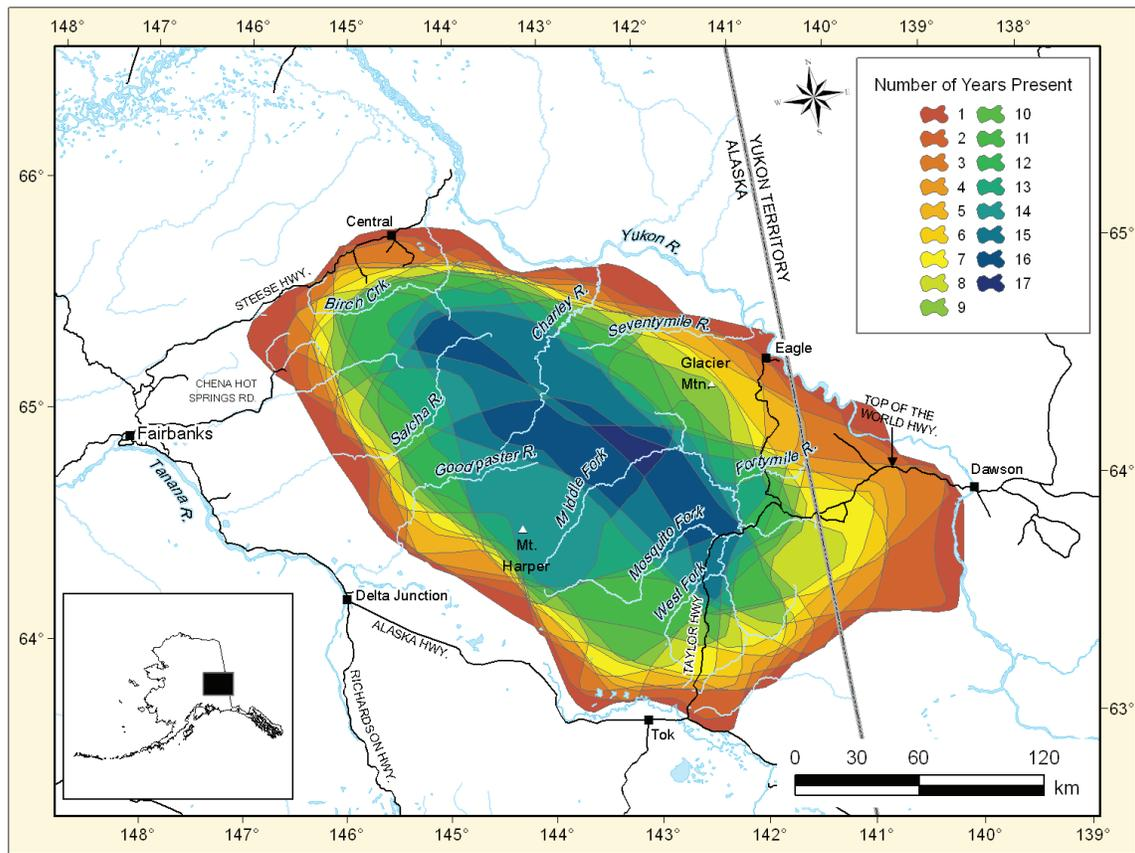 148° 147° 146° 145° 144° 143° 142° 141° 140° 139° 138°
N
W E
S
Number of Years Present
1 10
2 11
3 12
4 13
5 14
6 15
7 16
8 17
9
66°
65°
64°
65°
64°
63°
YUKON TERRITORY
ALASKA
Central
Yukon R.
STEESE HWY.
Birch Crk.
Charley R.
Seventymile R.
Eagle
Glacier
Mtn.
CHENA HOT
SPRINGS RD.
TOP OF THE
WORLD HWY.
Salcha R.
Fairbanks
Goodpaster R.
Fortymile R.
Dawson
Tanana R.
Middle Fork
Mosquito Fork
Mt.
Harper
West Fork
Delta Junction
ALASKA HWY.
TAYLOR HWY
RICHARDSON HWY.
Tok
0 30 60 120
km
148° 147° 146° 145° 144° 143° 142° 141° 140° 139°